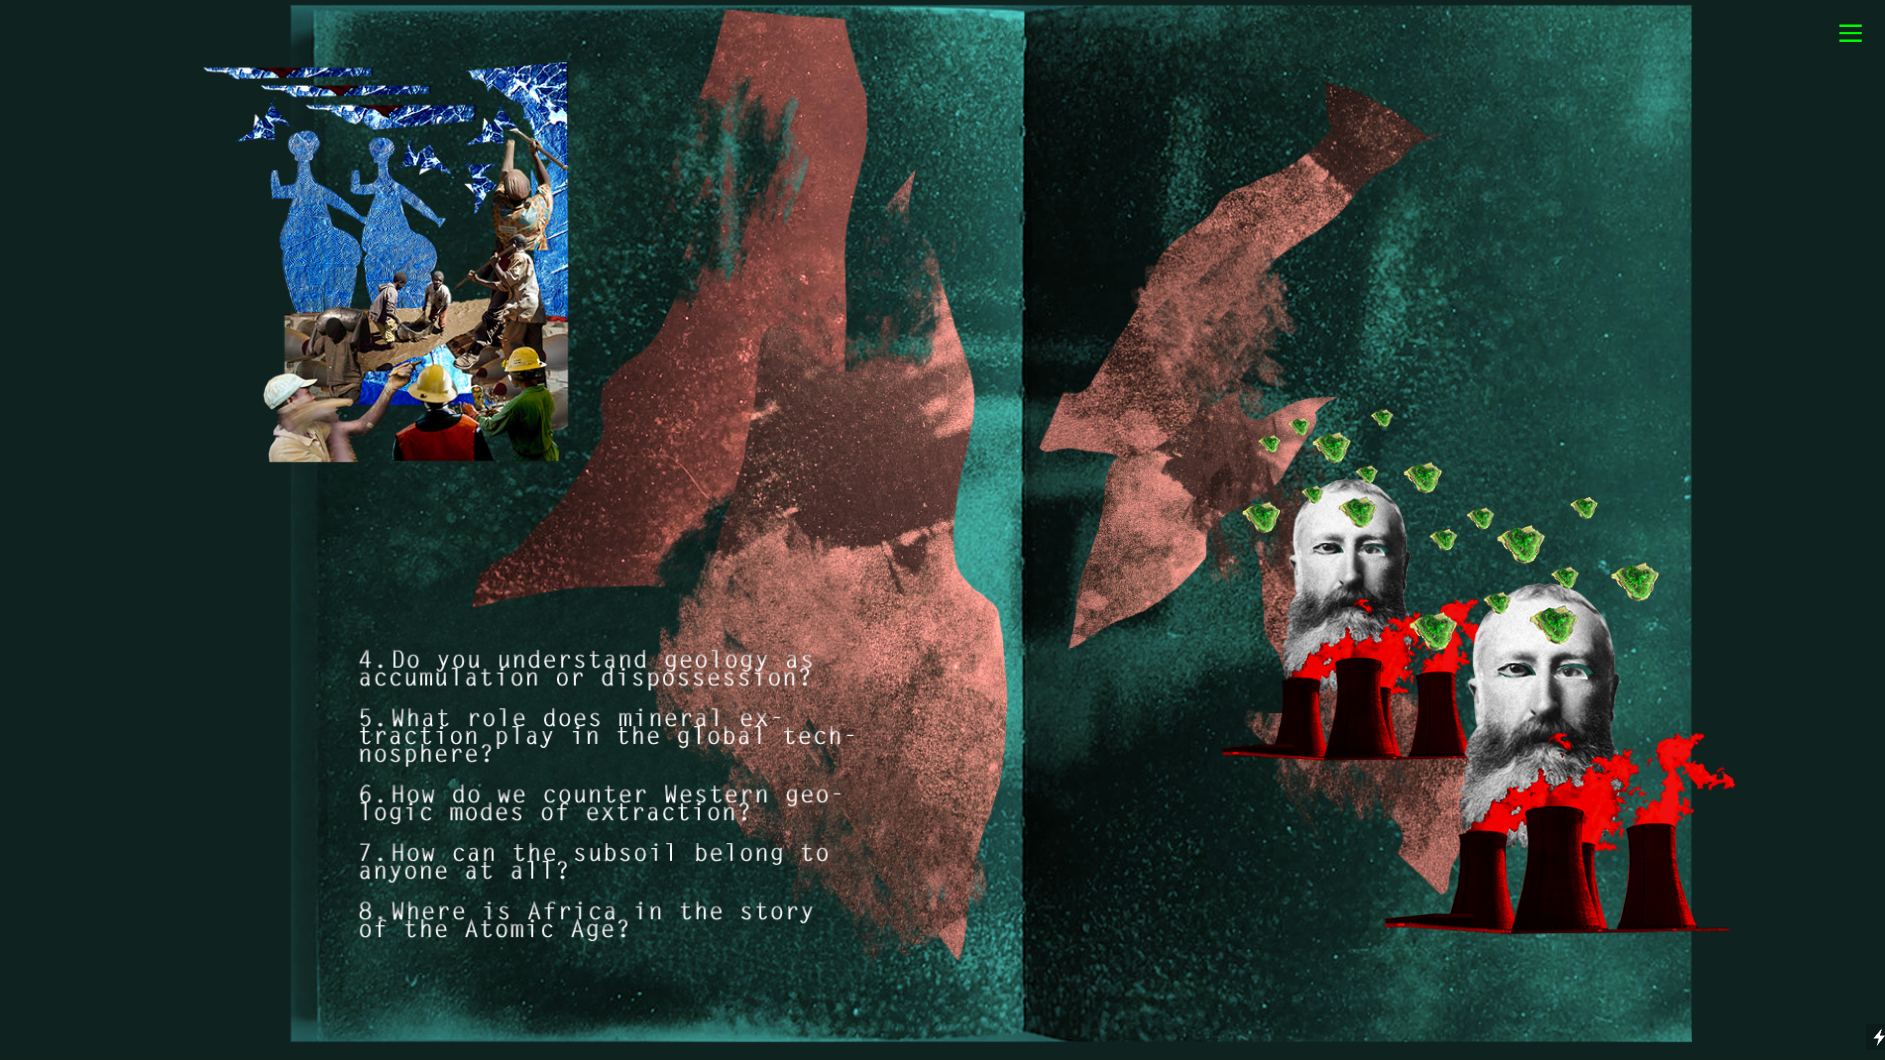 4.Do you understand geology as
accumulation or dispossession?
5.What role does mineral ex-
traction play in the global tech-
nosphere?
6.How do we counter Western geo-
logic modes of extraction?
7.How can the subsoil belong to
anyone at all?
8.Where is Africa in the story
of the Atomic Age?